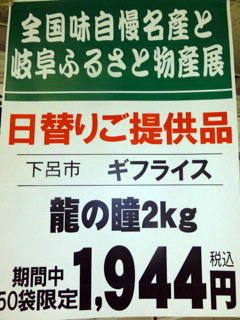 全国味自慢名産と
岐阜ふるさと物産展
日替りご提供品
下呂市 ギフライス
龍の瞳2kg
期間中
50袋限定
1,944円
税込